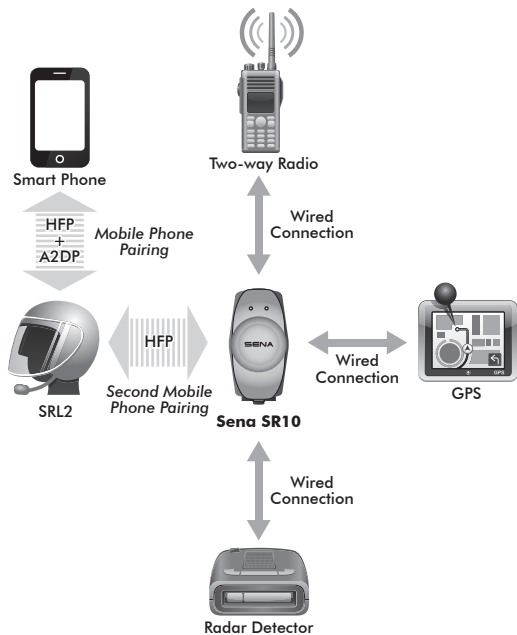 Two-way Radio
Smart Phone
HFP
+
A2DP
Mobile Phone
Pairing
Wired
Connection
SRL2
HFP
Second Mobile
Phone Pairing
SENA
Sena SR10
Wired
Connection
GPS
GPS
Wired
Connection
Radar Detector